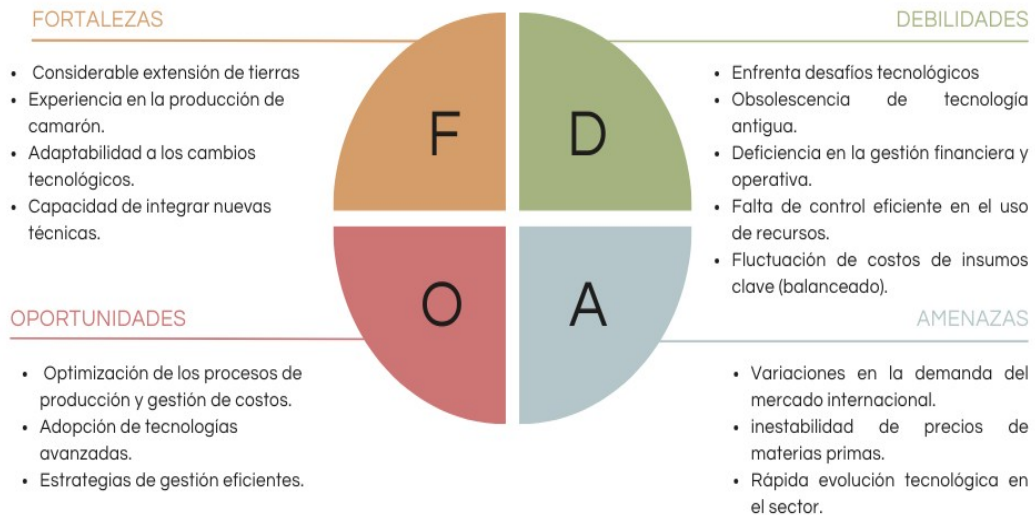 FORTALEZAS
• Considerable extensión de tierras
• Experiencia en la producción de
camarón.
• Adaptabilidad a los cambios
tecnológicos.
• Capacidad de integrar nuevas
técnicas.
F
D
DEBILIDADES
• Enfrenta desafíos tecnológicos
• Obsolescencia de tecnología
antigua.
• Deficiencia en la gestión financiera y
operativa.
• Falta de control eficiente en el uso
de recursos.
• Fluctuación de costos de insumos
clave (balanceado).
OPORTUNIDADES
• Optimización de los procesos de
producción y gestión de costos.
• Adopción de tecnologías
avanzadas.
• Estrategias de gestión eficientes.
O
A
AMENAZAS
• Variaciones en la demanda del
mercado internacional.
• inestabilidad de precios de
materias primas.
• Rápida evolución tecnológica en
el sector.